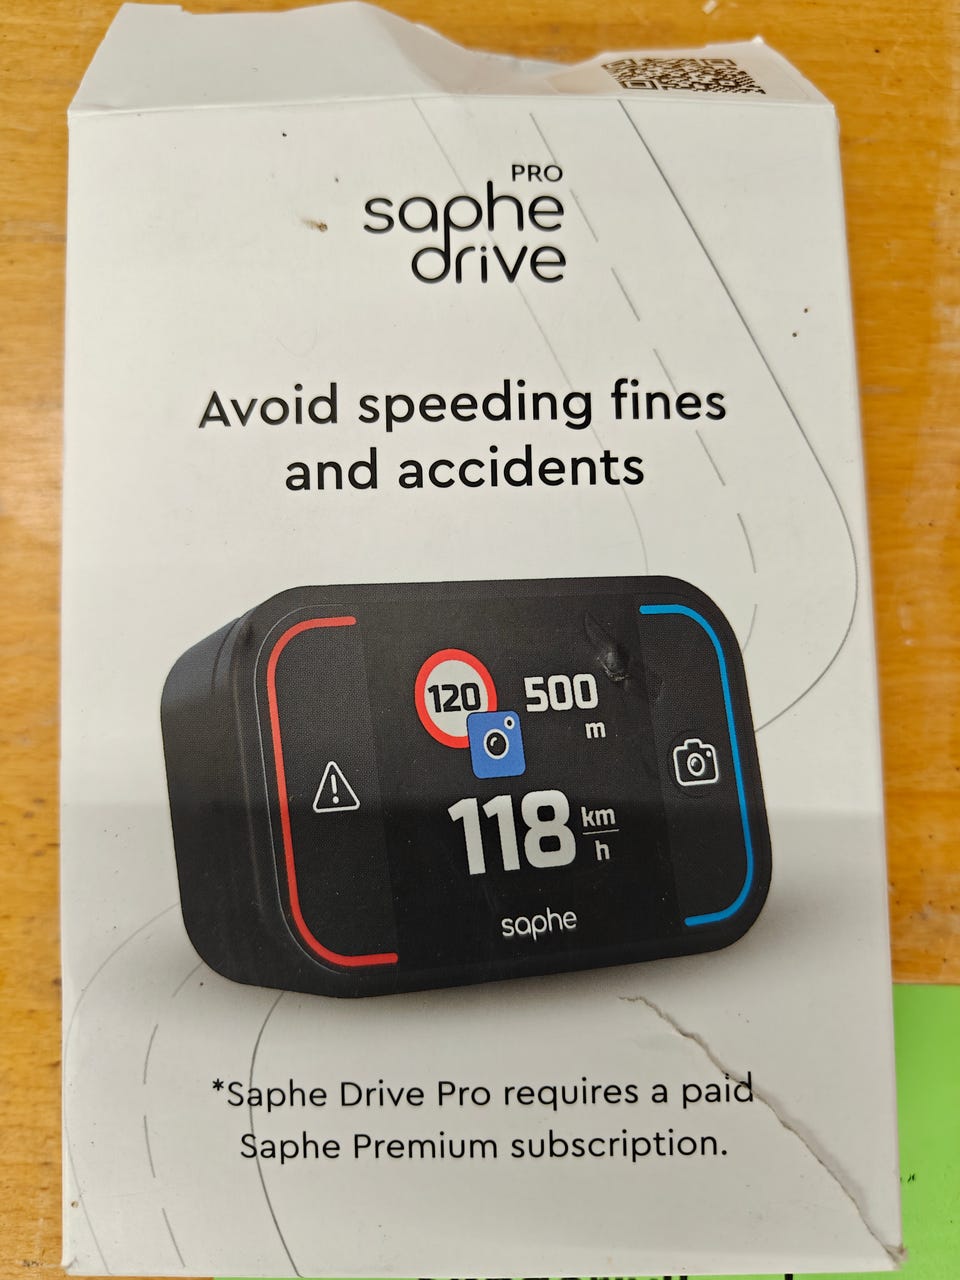 PRO
saphe
drive
Avoid speeding fines
and accidents
120
500
m
118
km
h
saphe
*Saphe Drive Pro requires a paid
Saphe Premium subscription.